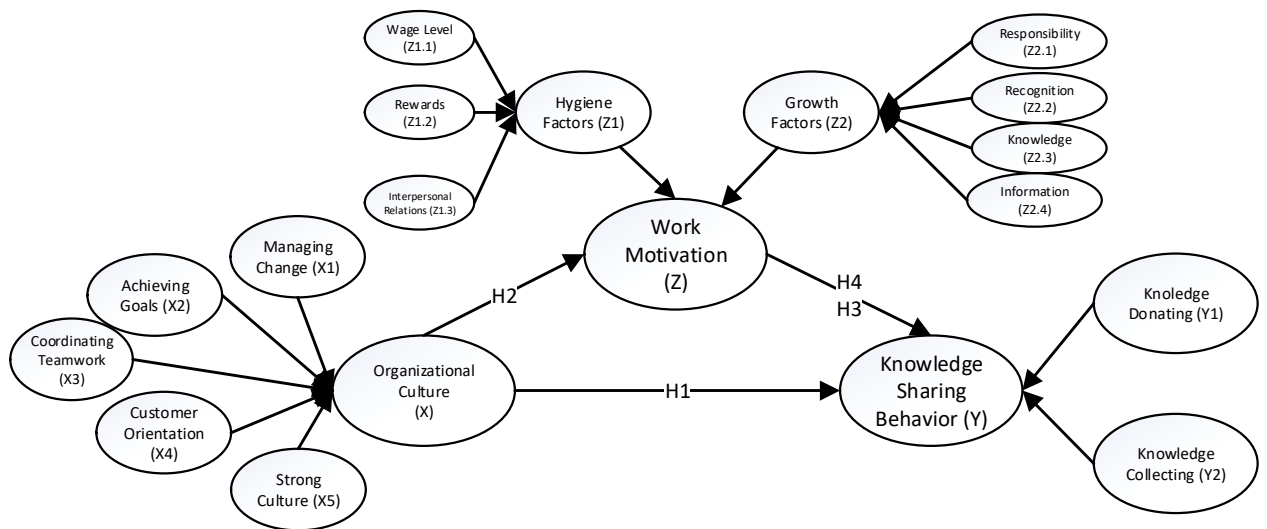 Wage Level
(Z1.1)
Rewards
(Z1.2)
Interpersonal
Relations (Z1.3)
Hygiene
Factors (Z1)
Growth
Factors (Z2)
Responsibility
(Z2.1)
Recognition
(Z2.2)
Knowledge
(Z2.3)
Information
(Z2.4)
Work
Motivation
(Z)
Managing
Change (X1)
Achieving
Goals (X2)
Coordinating
Teamwork
(X3)
Customer
Orientation
(X4)
Strong
Culture (X5)
Organizational
Culture
(X)
H2
H4
H3
H1
Knowledge
Sharing
Behavior (Y)
Knoledge
Donating (Y1)
Knowledge
Collecting (Y2)